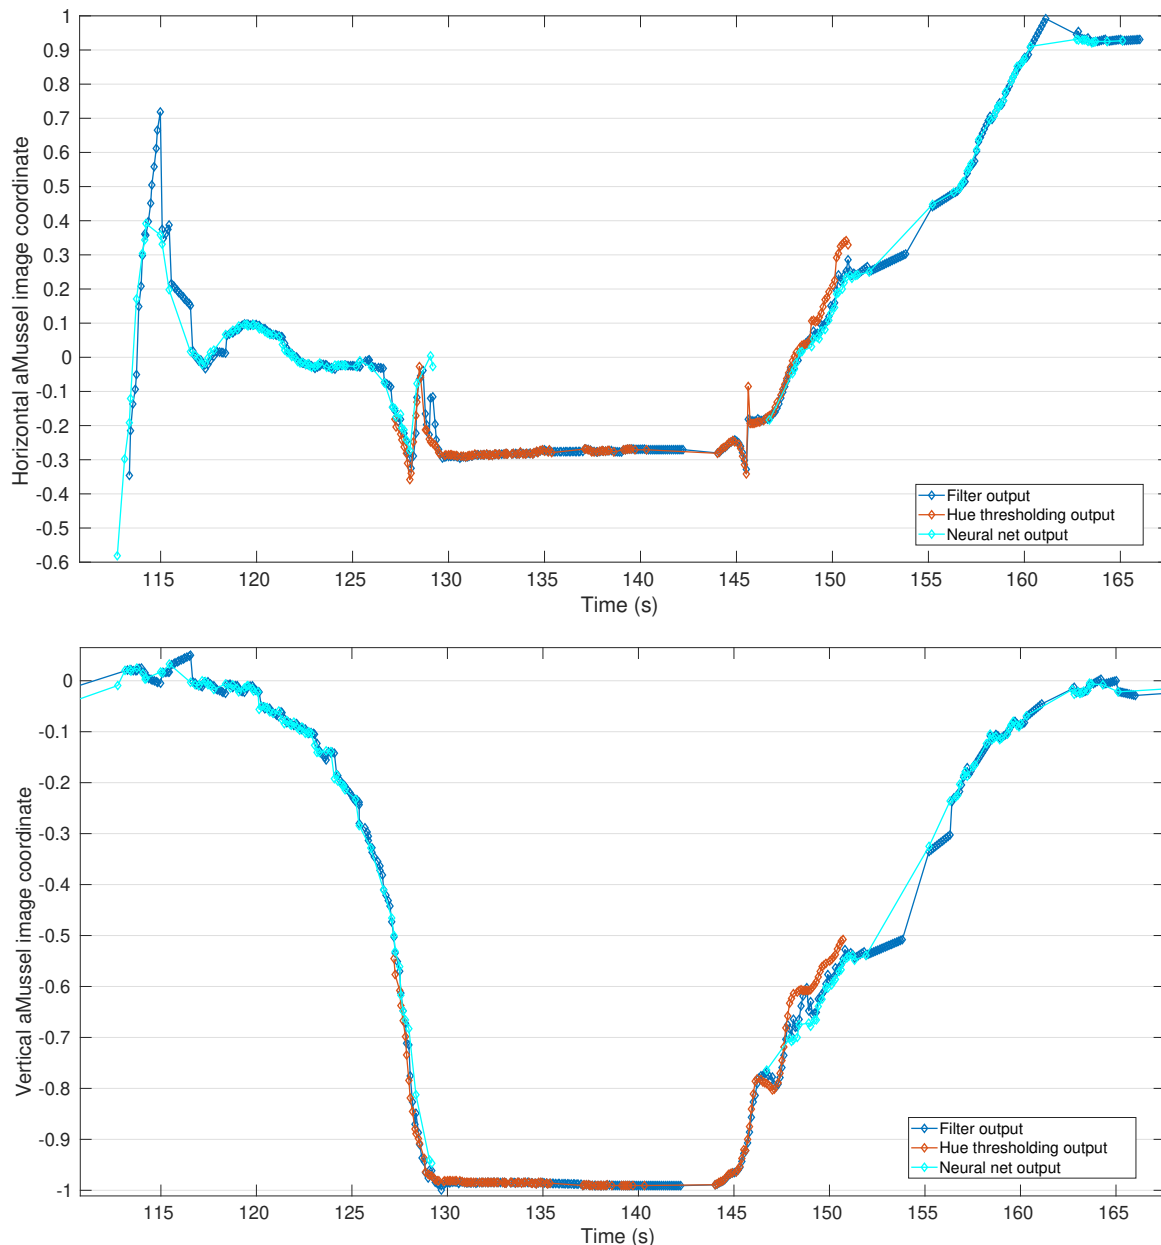 Horizontal aMussel image coordinate
1
0.9
0.8
0.7
0.6
0.5
0.4
0.3
0.2
0.1
0
-0.1
-0.2
-0.3
-0.4
-0.5
-0.6
115 120 125 130 135 140 145 150 155 160 165
Time (s)
Filter output
Hue thresholding output
Neural net output
Vertical aMussel image coordinate
0
-0.1
-0.2
-0.3
-0.4
-0.5
-0.6
-0.7
-0.8
-0.9
-1
115 120 125 130 135 140 145 150 155 160 165
Time (s)
Filter output
Hue thresholding output
Neural net output